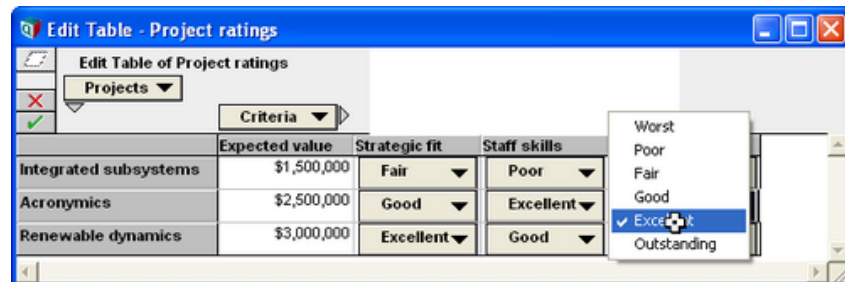 Edit Table - Project ratings
Edit Table of Project ratings
Projects
Criteria
Expected value Strategic fit Staff skills
Integrated subsystems $1,500,000 Fair Poor
Acronymics $2,500,000 Good Excellent
Renewable dynamics $3,000,000 Excellent Good
Worst
Poor
Fair
Good
Excellent
Outstanding